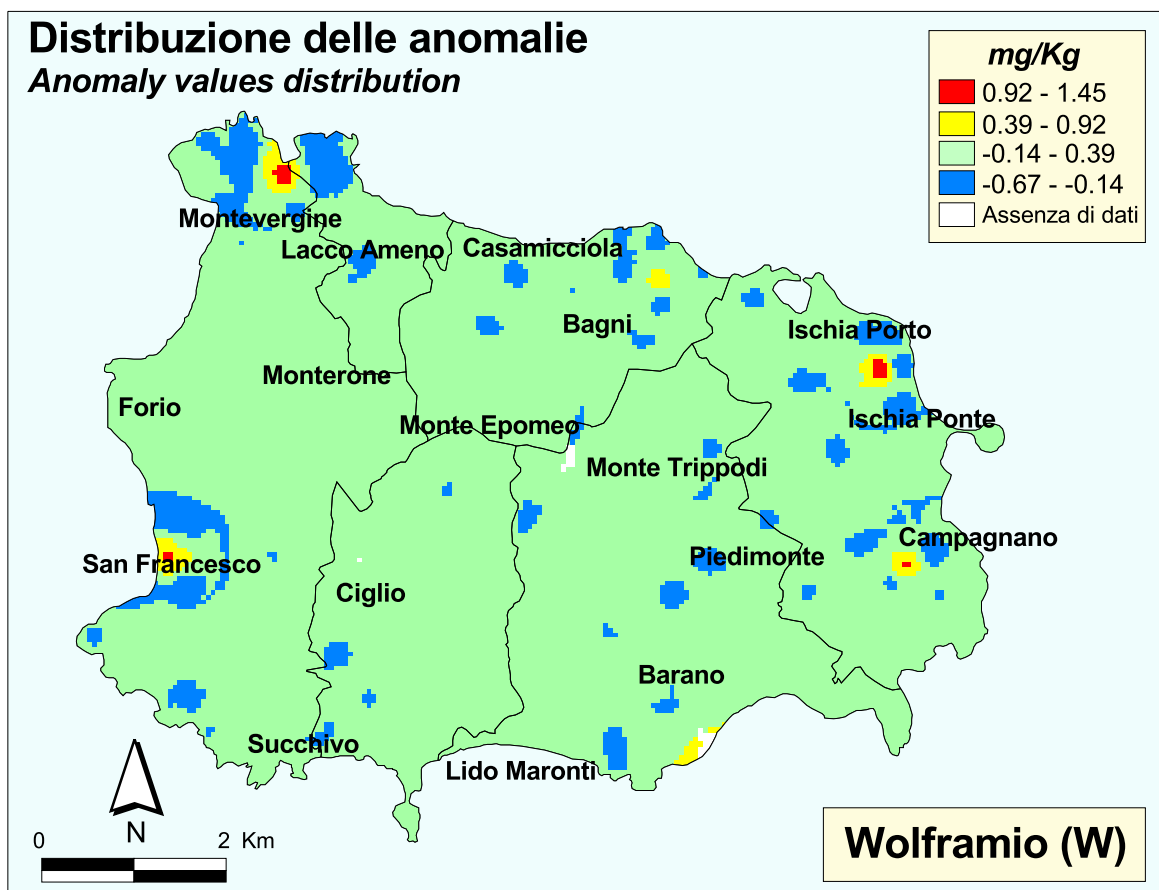 Distribuzione delle anomalie
Anomaly values distribution
mg/Kg
0.92 - 1.45
0.39 - 0.92
-0.14 - 0.39
-0.67 - -0.14
Assenza di dati
Montevergine
Lacco Ameno
Casamicciola
Bagni
Ischia Porto
Monterone
Forio
Monte Epomeo
Ischia Ponte
Monte Trippodi
Campagnano
San Francesco
Piedimonte
Ciglio
Barano
Succhivo
Lido Maronti
N
0 2 Km
Wolframio (W)